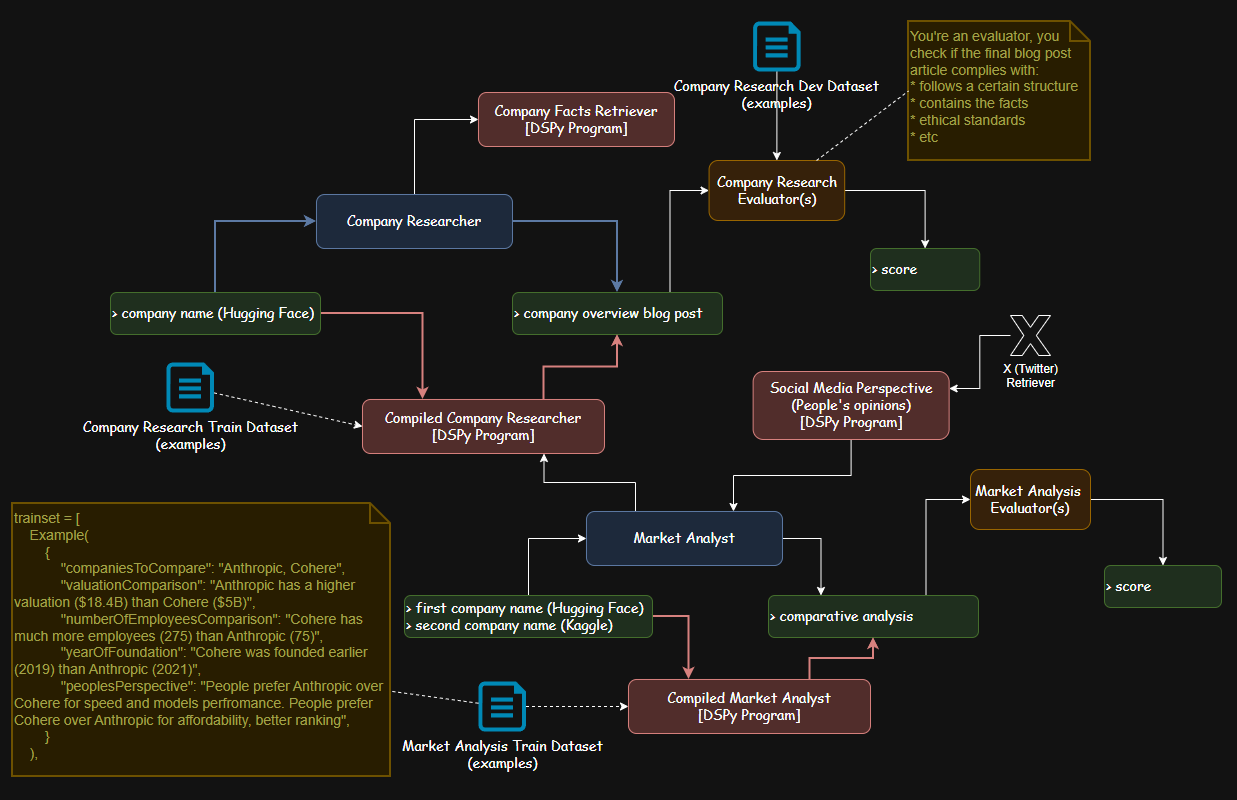 Company Research Dev Dataset
(examples)
You're an evaluator, you
check if the final blog post
article complies with:
* follows a certain structure
* contains the facts
* ethical standards
* etc
Company Facts Retriever
[DSPy Program]
Company Research
Evaluator(s)
Company Researcher
> score
> company name (Hugging Face)
> company overview blog post
X (Twitter)
Retriever
Social Media Perspective
(People's opinions)
[DSPy Program]
Company Research Train Dataset
(examples)
Compiled Company Researcher
[DSPy Program]
Market Analysis
Evaluator(s)
trainset = [
Example(
{
"companiesToCompare": "Anthropic, Cohere",
"valuationComparison": "Anthropic has a higher
valuation ($18.4B) than Cohere ($5B)",
"numberOfEmployeesComparison": "Cohere has
much more employees (275) than Anthropic (75)",
"yearOfFoundation": "Cohere was founded earlier
(2019) than Anthropic (2021)",
"peoplesPerspective": "People prefer Anthropic over
Cohere for speed and models perfromance. People prefer
Cohere over Anthropic for affordability, better ranking",
}
),
Market Analyst
> score
> first company name (Hugging Face)
> second company name (Kaggle)
> comparative analysis
Compiled Market Analyst
[DSPy Program]
Market Analysis Train Dataset
(examples)